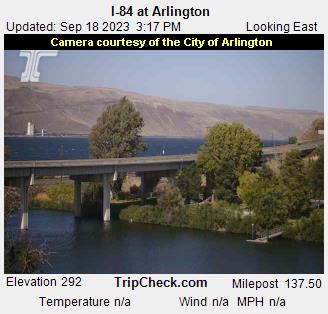 I-84 at Arlington
Updated: Sep 18 2023 3:17 PM Looking East
Camera courtesy of the City of Arlington
Elevation 292 TripCheck.com Milepost 137.50
Temperature n/a Wind n/a MPH n/a